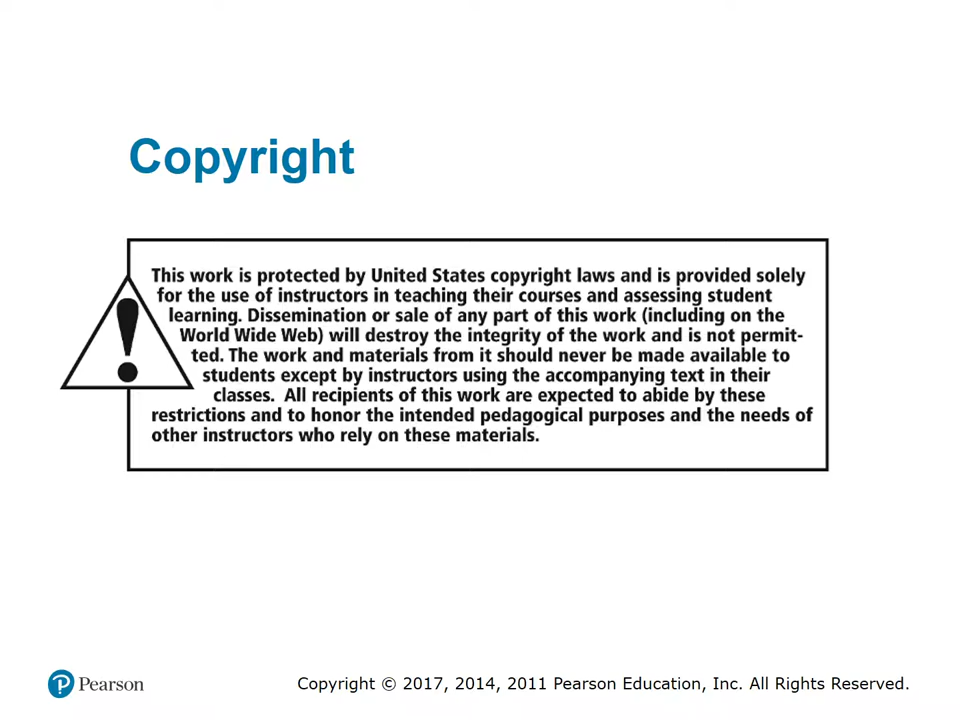 Copyright
This work is protected by United States copyright laws and is provided solely
for the use of instructors in teaching their courses and assessing student
learning. Dissemination or sale of any part of this work (including on the
World Wide Web) will destroy the integrity of the work and is not permit-
ted. The work and materials from it should never be made available to
students except by instructors using the accompanying text in their
classes. All recipients of this work are expected to abide by these
restrictions and to honor the intended pedagogical purposes and the needs of
other instructors who rely on these materials.
Pearson
Copyright © 2017, 2014, 2011 Pearson Education, Inc. All Rights Reserved.